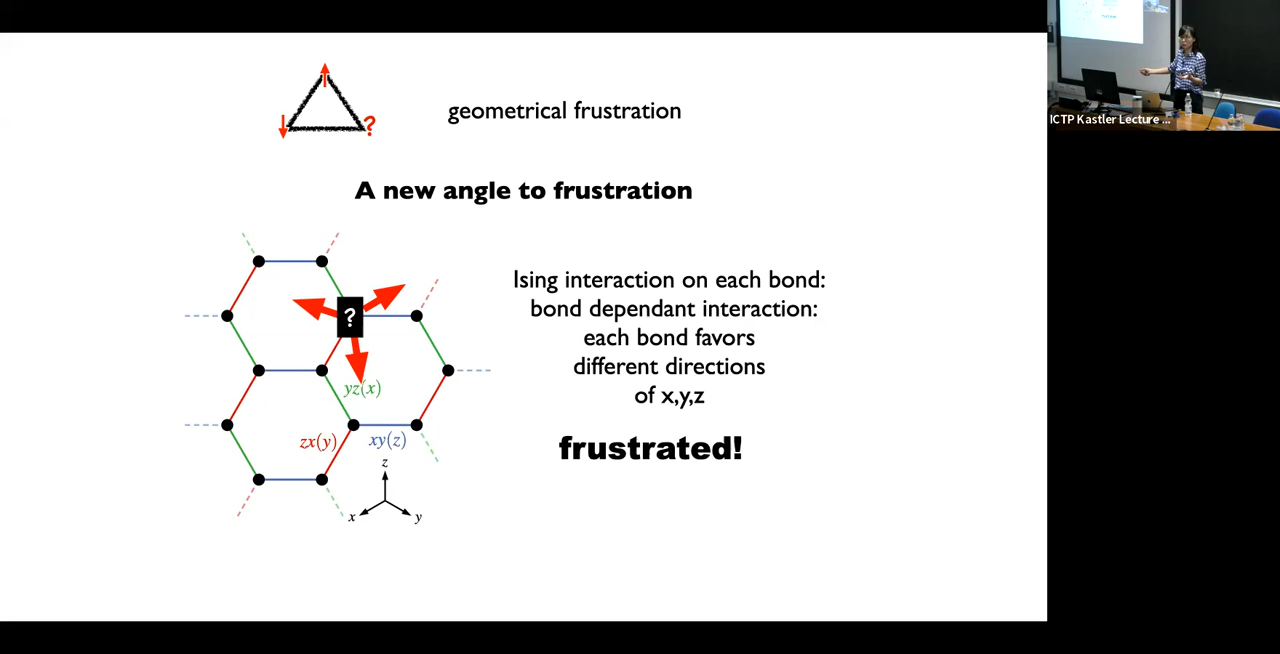 ?
geometrical frustration
A new angle to frustration
?
Ising interaction on each bond:
bond dependant interaction:
each bond favors
different directions
of x,y,z
frustrated!
yz(x)
zx(y)
xy(z)
z
x
y
ICTP Kastler Lecture ...